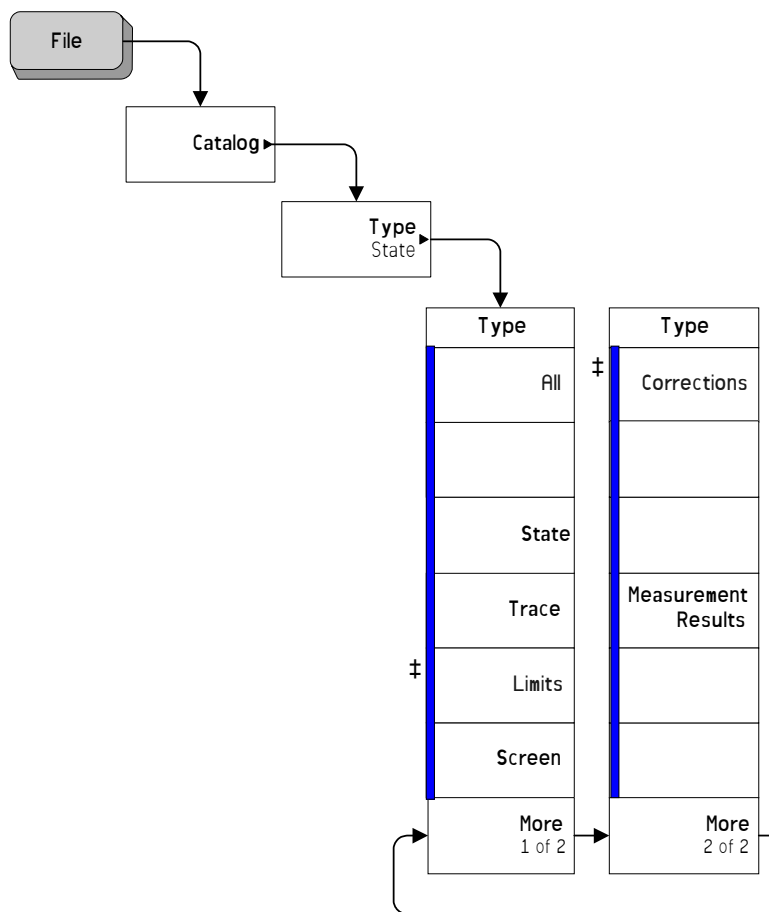 File
Catalog
Type
State
Type
All
State
Trace
‡
Limits
Screen
More
1 of 2
Type
‡
Corrections
Measurement
Results
More
2 of 2